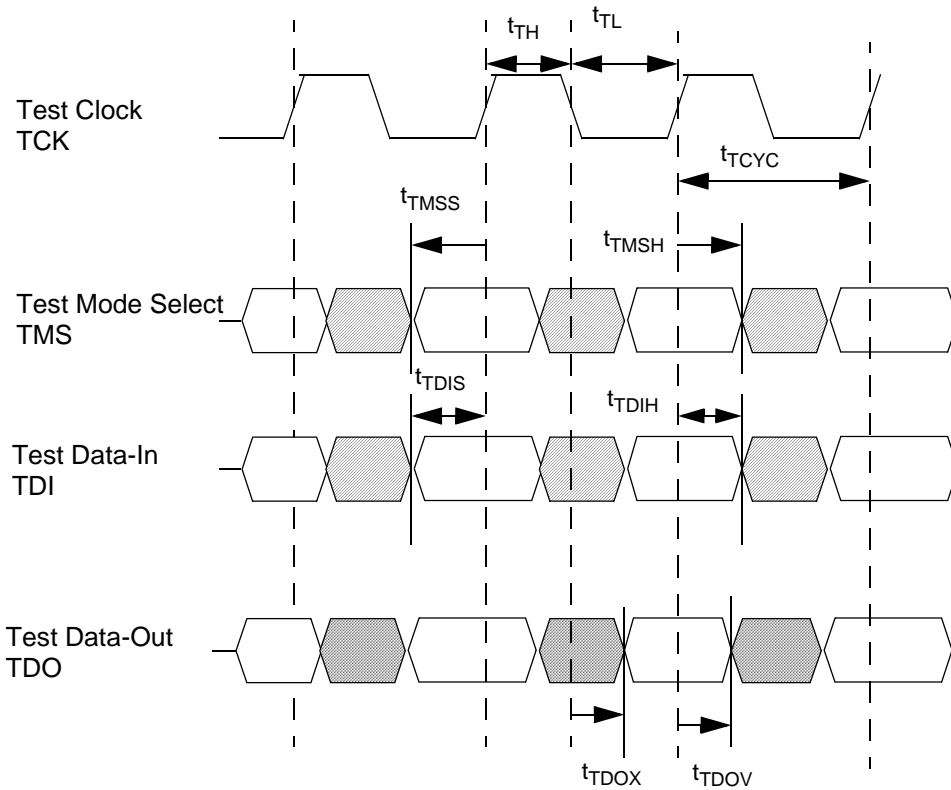 tTH
tTL
Test Clock
TCK
tTCYC
tTMSS
tTMSH
Test Mode Select
TMS
tTDIS
tTDIH
Test Data-In
TDI
Test Data-Out
TDO
tTDOX
tTDOV